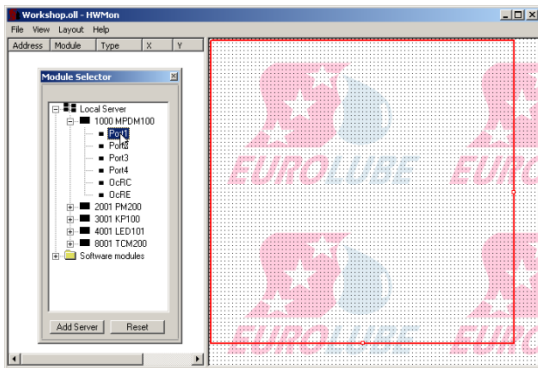 Workshop.oll - HWMon
File View Layout Help
Address Module Type X Y
Module Selector
Local Server
1000 MPDM100
Port1
Port2
Port3
Port4
OcRC
OcRE
2001 PM200
3001 KP100
4001 LED101
8001 TCM200
Software modules
Add Server Reset
EUROLUBE EURO
EUROLUBE EURO